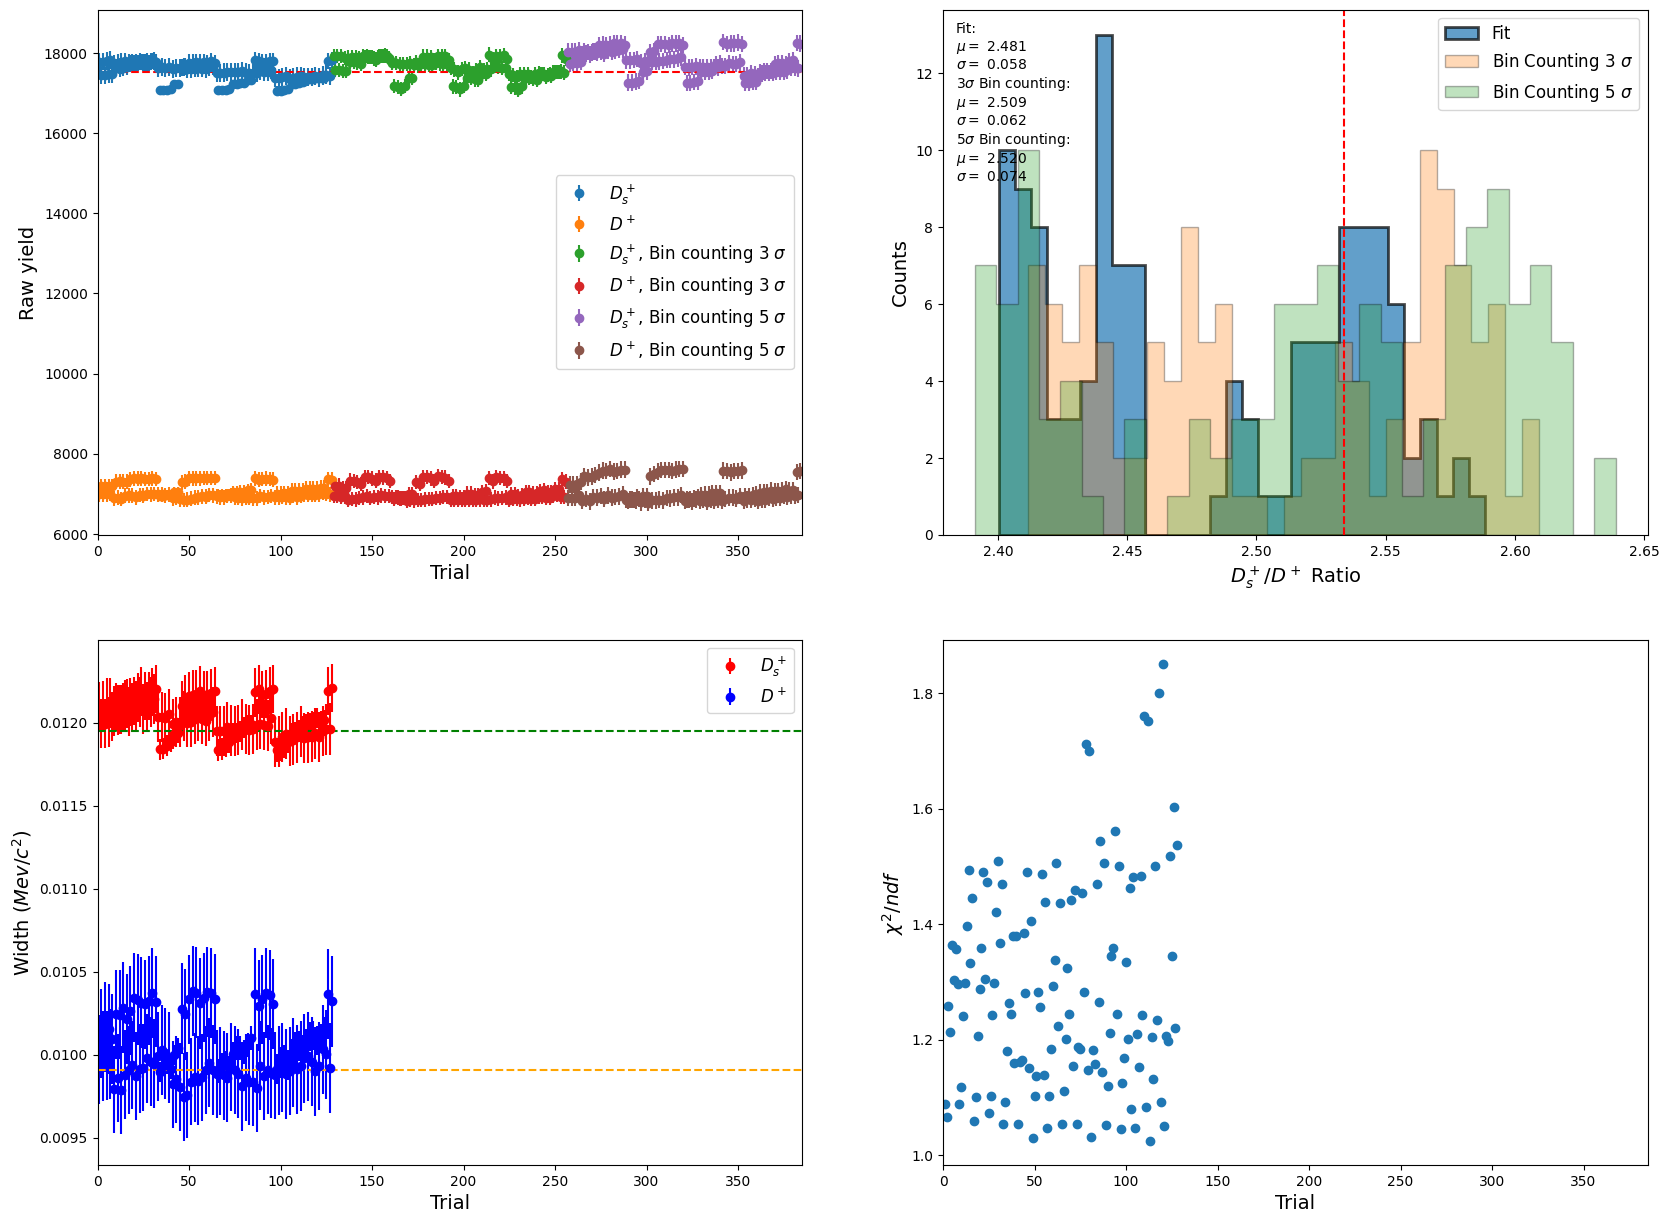 18000
16000
14000
12000
10000
8000
6000
Raw yield
0
50
100
150
200
250
300
350
Trial
D_s^+
D^+
D_s^+, Bin counting 3 σ
D^+, Bin counting 3 σ
D_s^+, Bin counting 5 σ
D^+, Bin counting 5 σ
Fit:
μ = 2.481
σ = 0.058
3σ Bin counting:
μ = 2.509
σ = 0.062
5σ Bin counting:
μ = 2.520
σ = 0.074
Fit
Bin Counting 3 σ
Bin Counting 5 σ
12
10
8
6
4
2
0
Counts
2.40
2.45
2.50
2.55
2.60
2.65
D_s^+/D^+ Ratio
D_s^+
D^+
0.0120
0.0115
0.0110
0.0105
0.0100
0.0095
Width (Mev/c^2)
0
50
100
150
200
250
300
350
Trial
1.8
1.6
1.4
1.2
1.0
χ^2/ndf
0
50
100
150
200
250
300
350
Trial